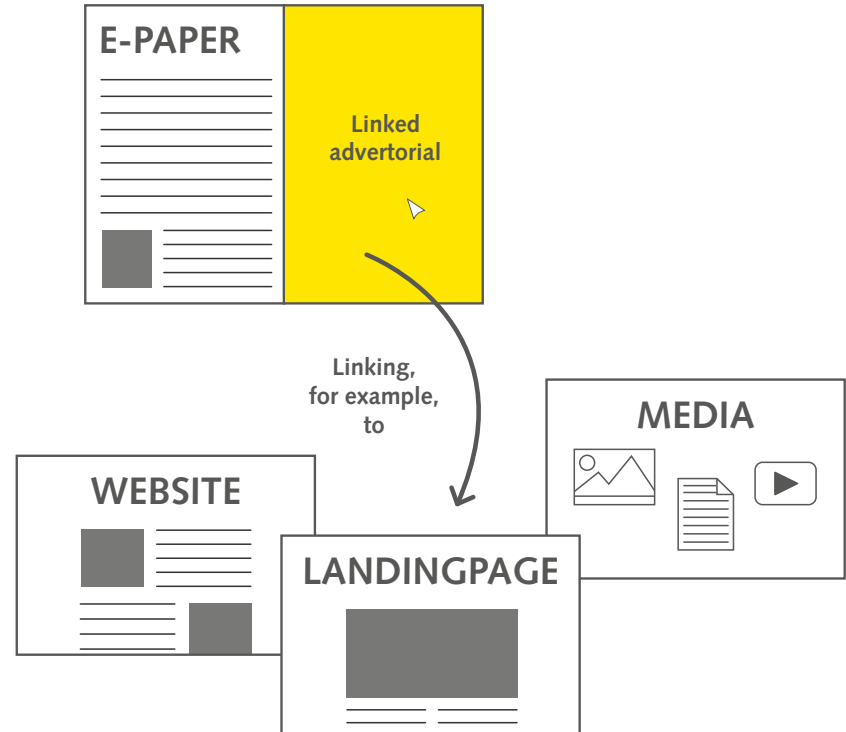 E-PAPER
Linked
advertorial
Linking,
for example,
to
MEDIA
WEBSITE
LANDINGPAGE